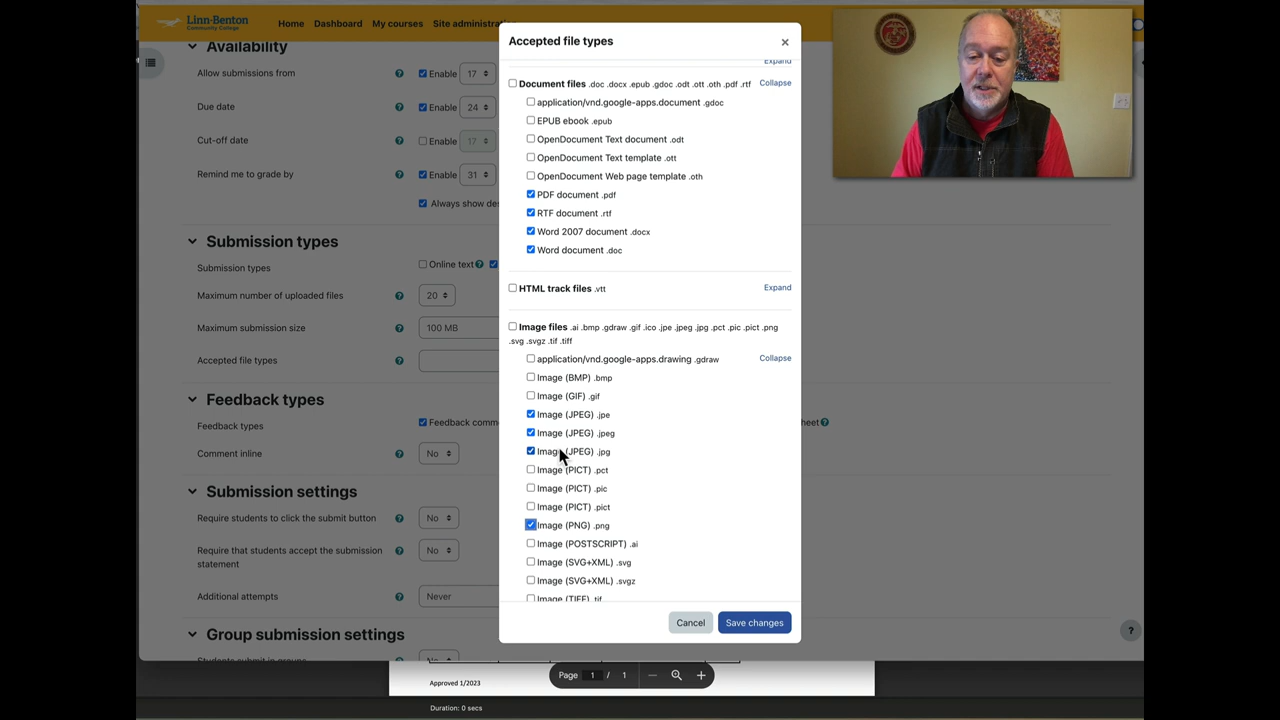 Linn-Benton
Community College
Home Dashboard My courses Site administra
Availability
Allow submissions from Enable 17
Due date Enable 24
Cut-off date Enable 17
Remind me to grade by Enable 31
Always show des
Submission types
Submission types Online text
Maximum number of uploaded files 20
Maximum submission size 100 MB
Accepted file types
Feedback types
Feedback types Feedback comme
heet
Comment inline No
Submission settings
Require students to click the submit button No
Require that students accept the submission No
statement
Additional attempts Never
Group submission settings
Students submit in groups No
Accepted file types ×
Expand
Document files .doc .docx .epub .gdoc .odt .ott .oth .pdf .rtf Collapse
application/vnd.google-apps.document .gdoc
EPUB ebook .epub
OpenDocument Text document .odt
OpenDocument Text template .ott
OpenDocument Web page template .oth
PDF document .pdf
RTF document .rtf
Word 2007 document .docx
Word document .doc
HTML track files .vtt Expand
Image files .ai .bmp .gdraw .gif .ico .jpe .jpeg .jpg .pct .pic .pict .png
.svg .svgz .tif .tiff
application/vnd.google-apps.drawing .gdraw Collapse
Image (BMP) .bmp
Image (GIF) .gif
Image (JPEG) .jpe
Image (JPEG) .jpeg
Image (JPEG) .jpg
Image (PICT) .pct
Image (PICT) .pic
Image (PICT) .pict
Image (PNG) .png
Image (POSTSCRIPT) .ai
Image (SVG+XML) .svg
Image (SVG+XML) .svgz
Image (TIFF) .tif
Cancel Save changes
?
Page 1 / 1
Approved 1/2023
Duration: 0 secs